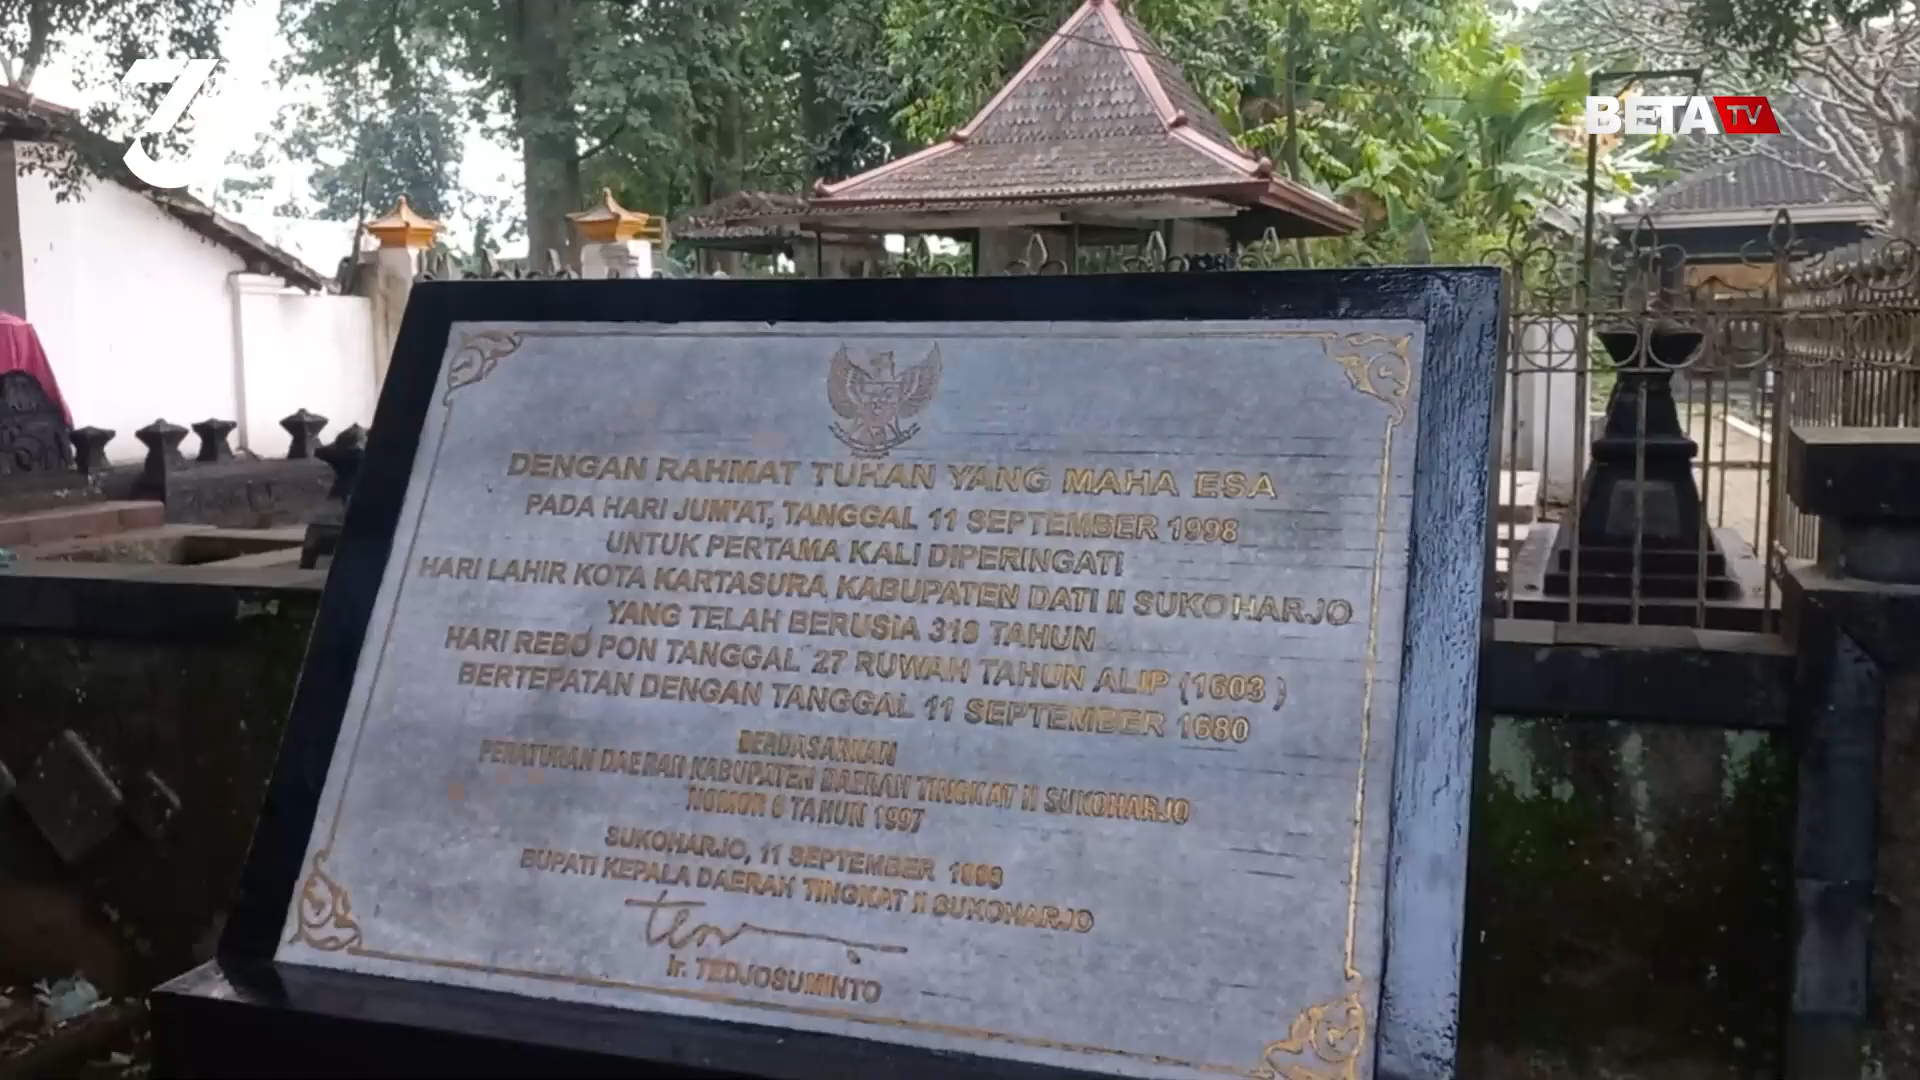 BETA TV
DENGAN RAHMAT TUHAN YANG MAHA ESA
PADA HARI JUM'AT, TANGGAL 11 SEPTEMBER 1998
UNTUK PERTAMA KALI DIPERINGATI
HARI LAHIR KOTA KARTASURA KABUPATEN DATI II SUKOHARJO
YANG TELAH BERUSIA 318 TAHUN
HARI REBO PON TANGGAL 27 RUWAH TAHUN ALIP (1603)
BERTEPATAN DENGAN TANGGAL 11 SEPTEMBER 1680
BERDASARKAN
PERATURAN DAERAH KABUPATEN DAERAH TINGKAT II SUKOHARJO
NOMOR TAHUN 1997
SUKOHARJO, 11 SEPTEMBER 1998
BUPATI KEPALA DAERAH TINGKAT II SUKOHARJO
Ir. TEDJOSUMINTO